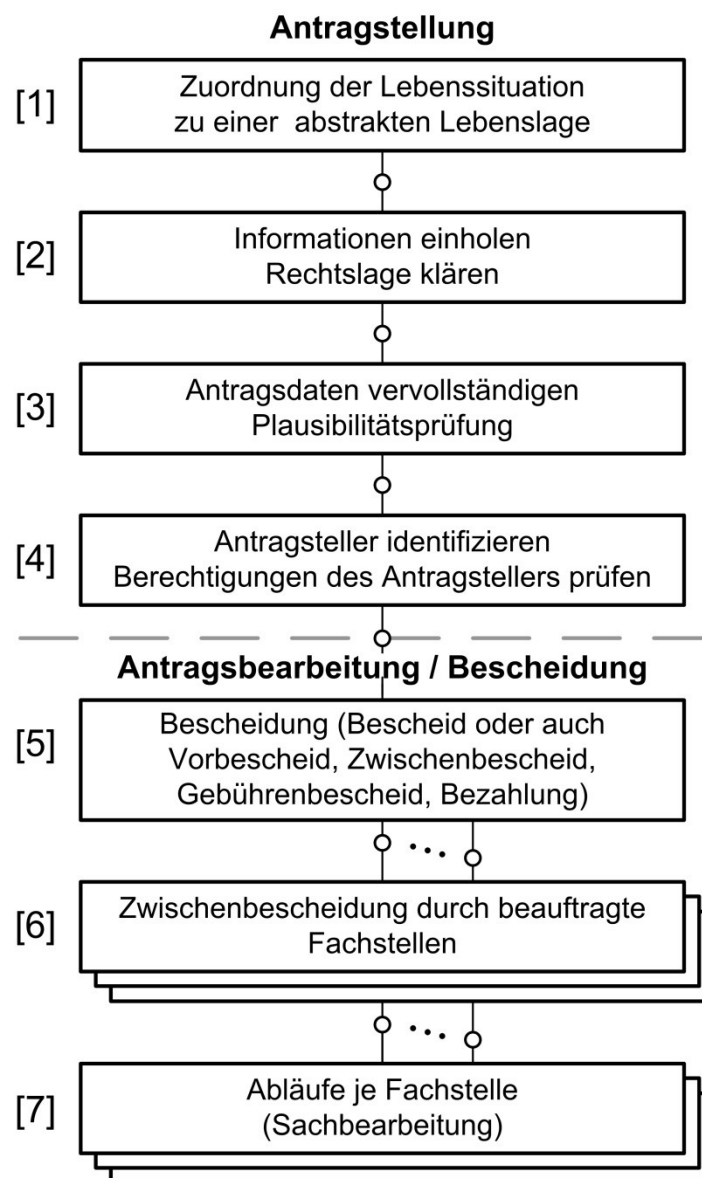 Antragstellung
[1]
Zuordnung der Lebenssituation
zu einer abstrakten Lebenslage
[2]
Informationen einholen
Rechtslage klären
[3]
Antragsdaten vervollständigen
Plausibilitätsprüfung
[4]
Antragsteller identifizieren
Berechtigungen des Antragstellers prüfen
Antragsbearbeitung / Bescheidung
[5]
Bescheidung (Bescheid oder auch
Vorbescheid, Zwischenbescheid,
Gebührenbescheid, Bezahlung)
[6]
Zwischenbescheidung durch beauftragte
Fachstellen
[7]
Abläufe je Fachstelle
(Sachbearbeitung)